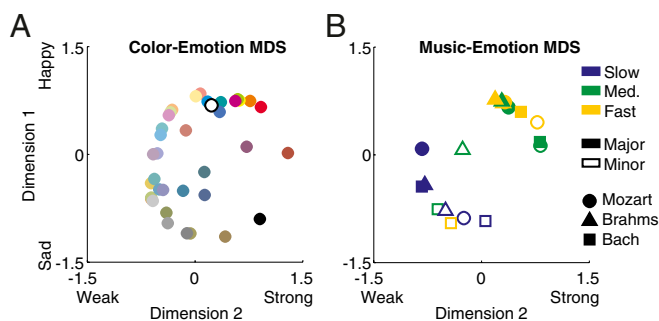 A
Color-Emotion MDS
Happy
Dimension 1
Sad
1.5
0
-1.5
-1.5
0
1.5
Weak
Strong
Dimension 2
B
Music-Emotion MDS
1.5
0
-1.5
-1.5
0
1.5
Weak
Strong
Dimension 2
Slow
Med.
Fast
Major
Minor
Mozart
Brahms
Bach